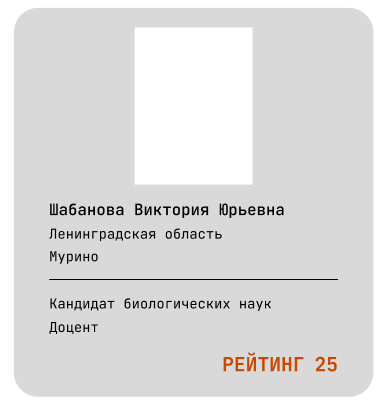 Шабанова Виктория Юрьевна
Ленинградская область
Мурино
Кандидат биологических наук
Доцент
РЕЙТИНГ 25